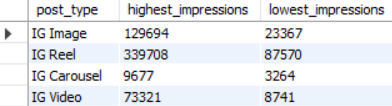 post_type highest_impressions lowest_impressions
IG Image 129694 23367
IG Reel 339708 87570
IG Carousel 9677 3264
IG Video 73321 8741